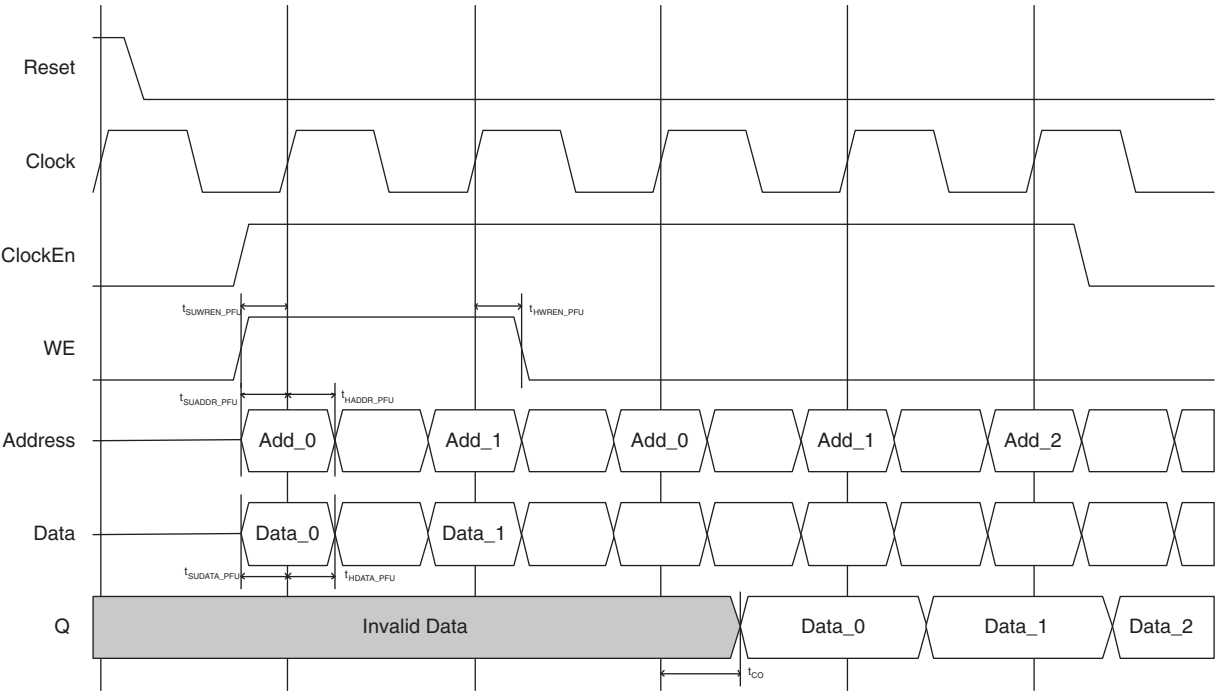 Reset
Clock
ClockEn
tSUWREN_PFU tHWREN_PFU
WE
tSUADDR_PFU tHADDR_PFU
Address Add_0 Add_1 Add_0 Add_1 Add_2
Data Data_0 Data_1
tSUDATA_PFU tHDATA_PFU
Q Invalid Data Data_0 Data_1 Data_2
tCO